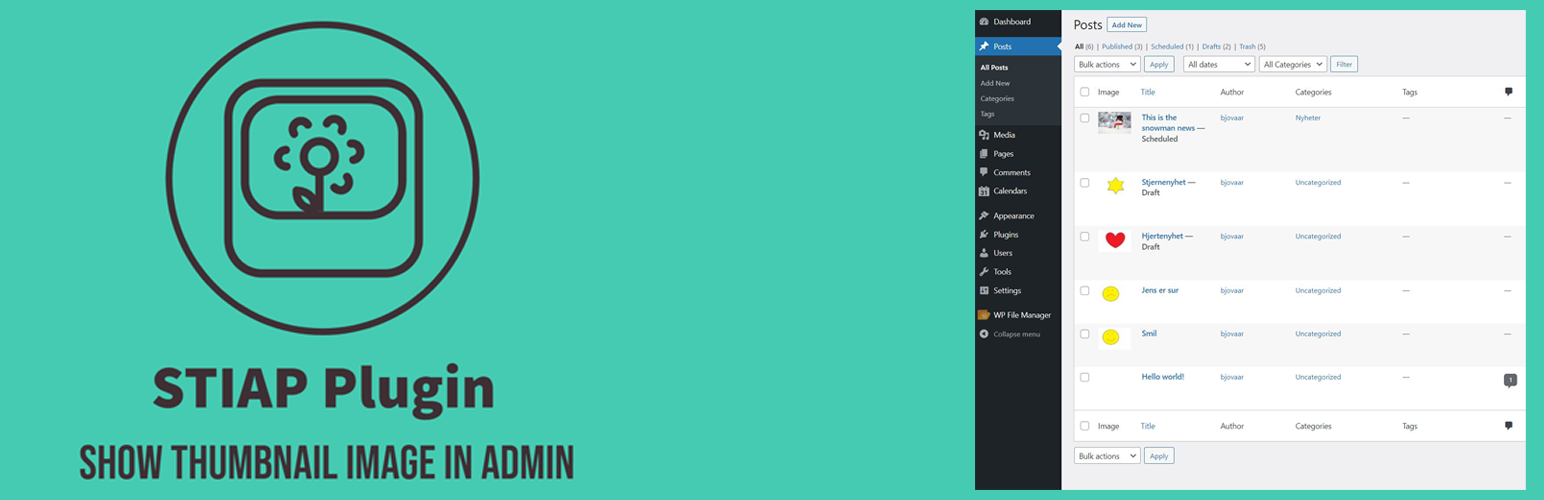 STIAP Plugin
SHOW THUMBNAIL IMAGE IN ADMIN
Dashboard
Posts
All Posts
Add New
Categories
Tags
Media
Pages
Comments
31 Calendars
Appearance
Plugins
Users
Tools
Settings
WP File Manager
Collapse menu
Posts Add New
All (6) | Published (3) | Scheduled (1) | Drafts (2) | Trash (5)
Bulk actions Apply All dates All Categories Filter
Image Title Author Categories Tags
This is the bjovaar Nyheter — —
snowman news —
Scheduled
Stjernenyhet — bjovaar Uncategorized — —
Draft
Hjertenyhet — bjovaar Uncategorized — —
Draft
Jens er sur bjovaar Uncategorized — —
Smil bjovaar Uncategorized — —
Hello world! bjovaar Uncategorized — 1
Image Title Author Categories Tags
Bulk actions Apply